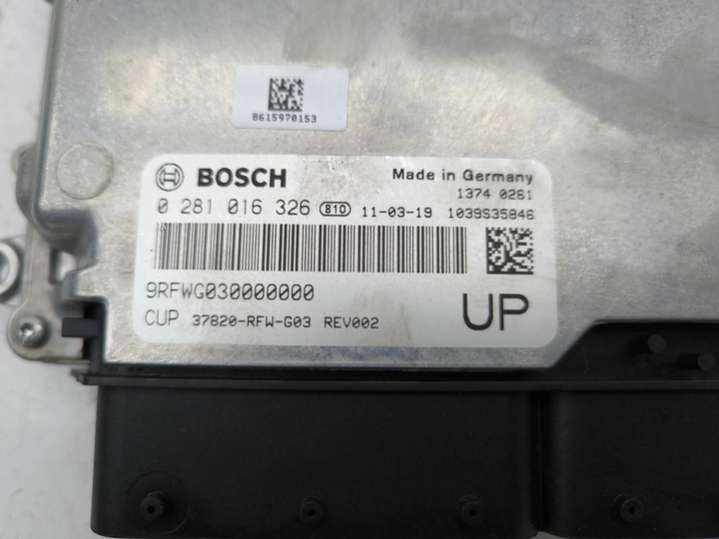 8615970153
BOSCH Made in Germany
1374 0261
0 281 016 326 810 11-03-19 1039S35846
9RFWG030000000
CUP 37820-RFW-G03 REV002
UP